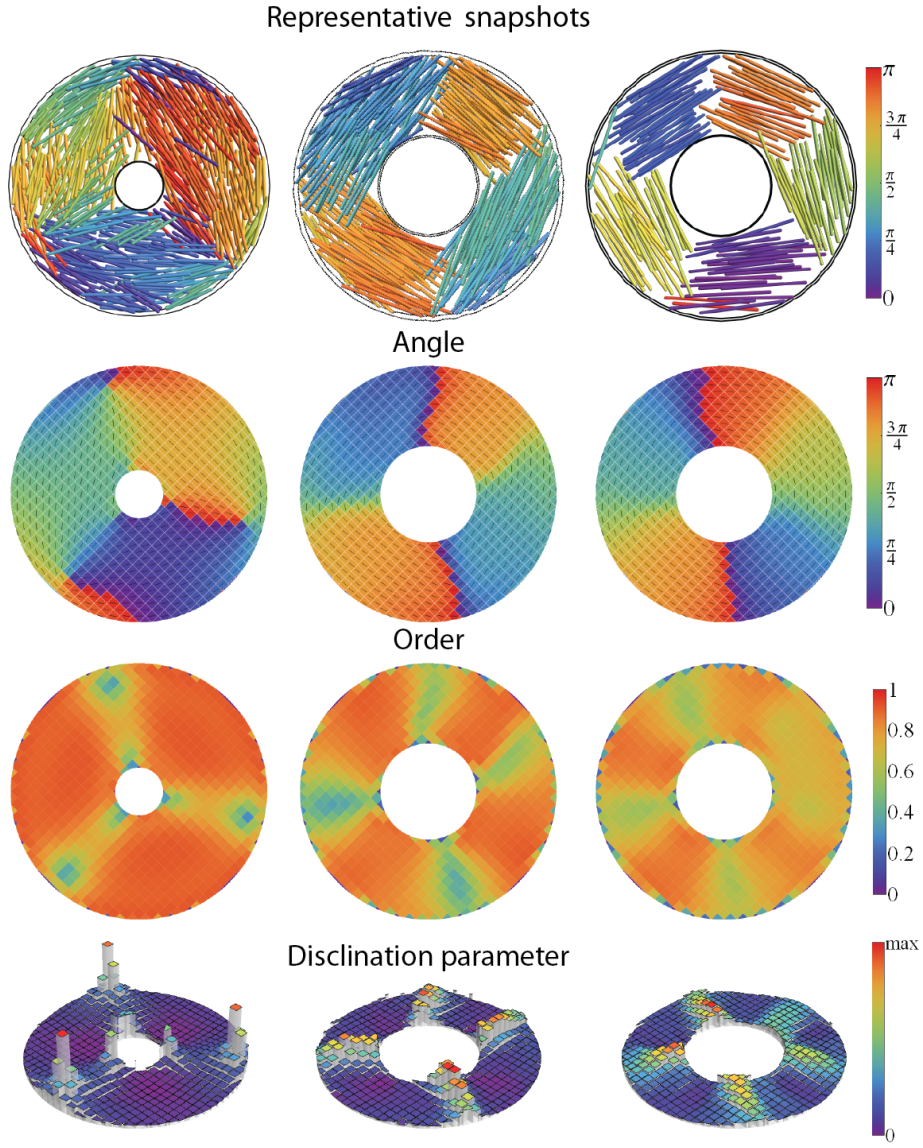 Representative snapshots
π
3π/4
π/2
π/4
0
Angle
π
3π/4
π/2
π/4
0
Order
1
0.8
0.6
0.4
0.2
0
Disclination parameter
max
0